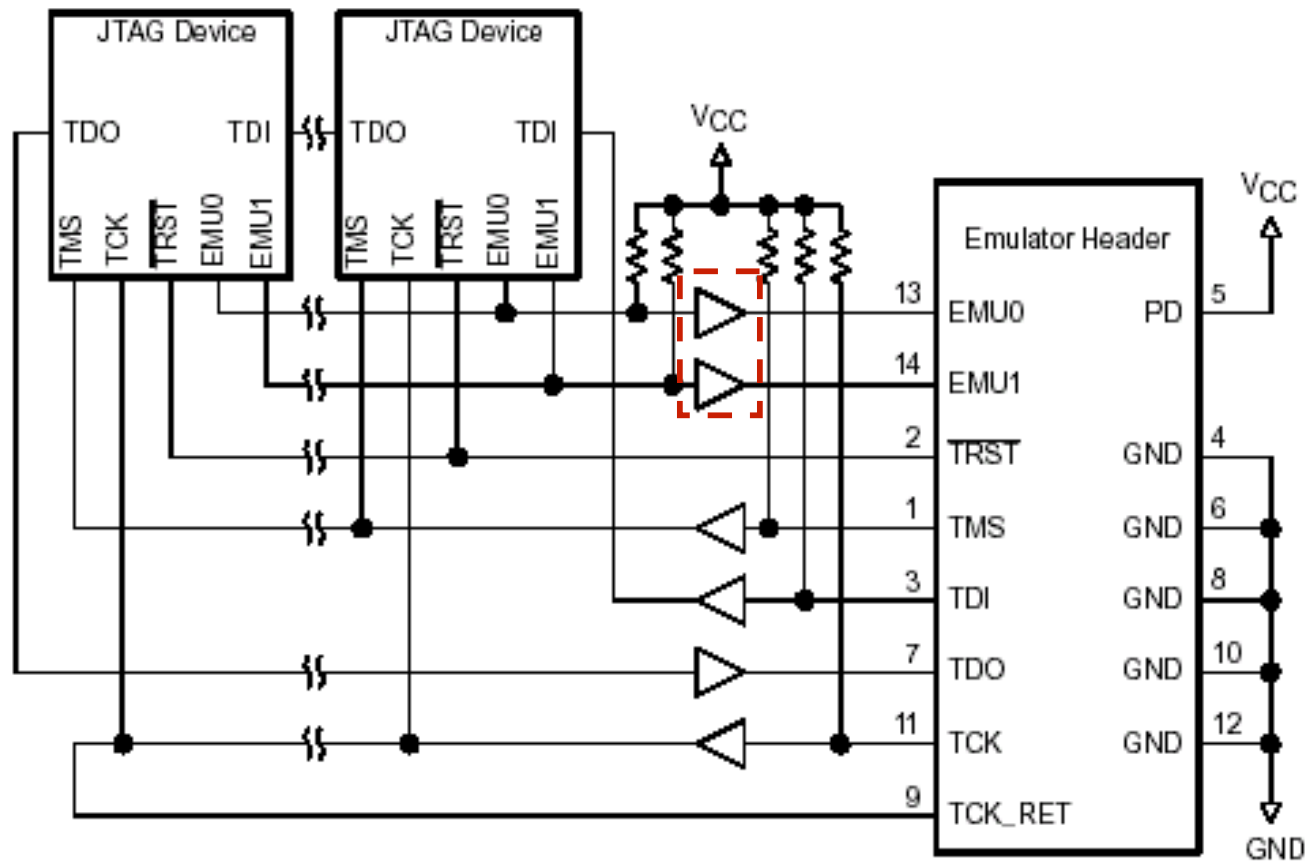 JTAG Device
JTAG Device
TDO
TDI
TDO
TDI
TMS
TCK
TRST
EMU0
EMU1
TMS
TCK
TRST
EMU0
EMU1
VCC
VCC
Emulator Header
13
EMU0
PD
5
14
EMU1
2
TRST
GND
4
1
TMS
GND
6
3
TDI
GND
8
7
TDO
GND
10
11
TCK
GND
12
9
TCK_RET
GND